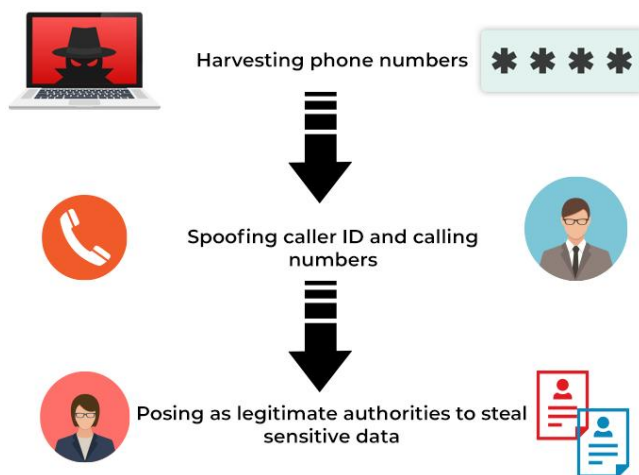 Harvesting phone numbers
* * * *
Spoofing caller ID and calling
numbers
Posing as legitimate authorities to steal
sensitive data